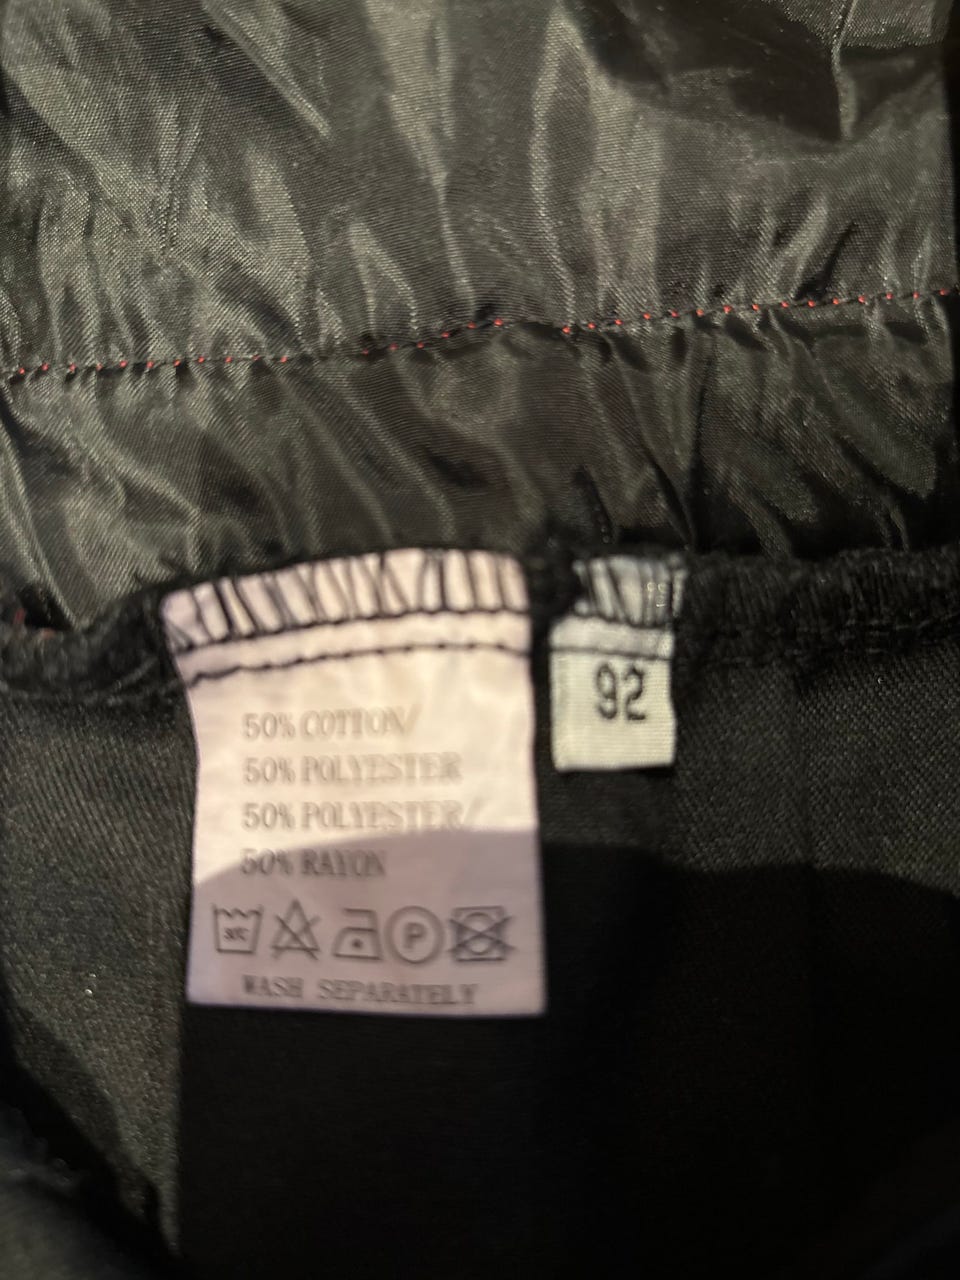 50% COTTON/
50% POLYESTER
50% POLYESTER/
50% RAYON
P
WASH SEPARATELY
92